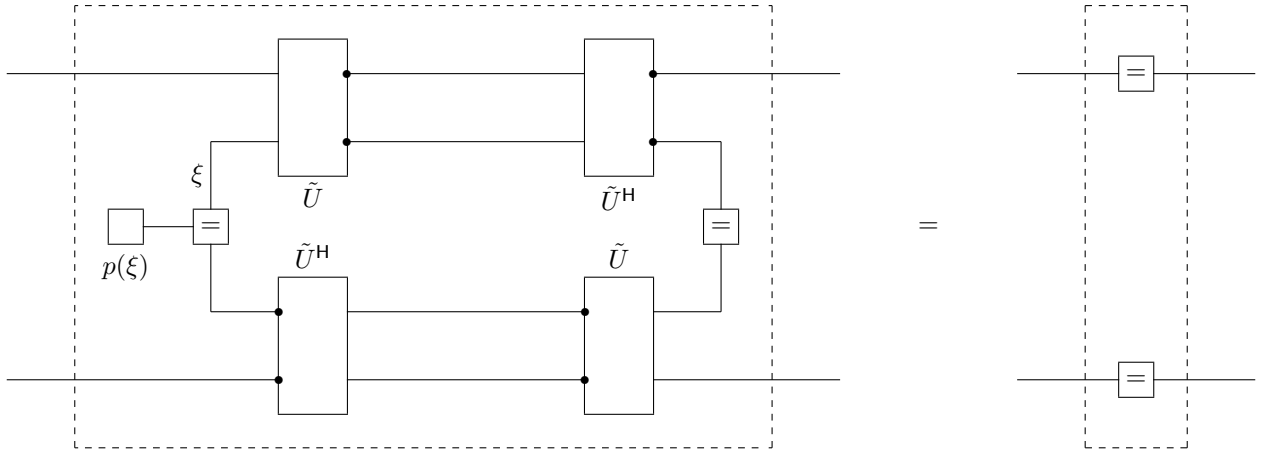 =
ξ
Ũ
Ũᴴ
=
=
=
p(ξ)
Ũᴴ
Ũ
=